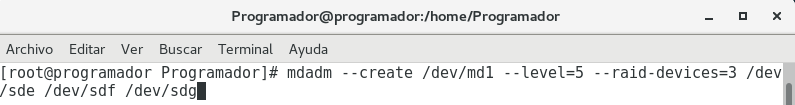 Programador@programador:/home/Programador
Archivo Editar Ver Buscar Terminal Ayuda
[root@programador Programador]# mdadm --create /dev/md1 --level=5 --raid-devices=3 /dev
/sde /dev/sdf /dev/sdg